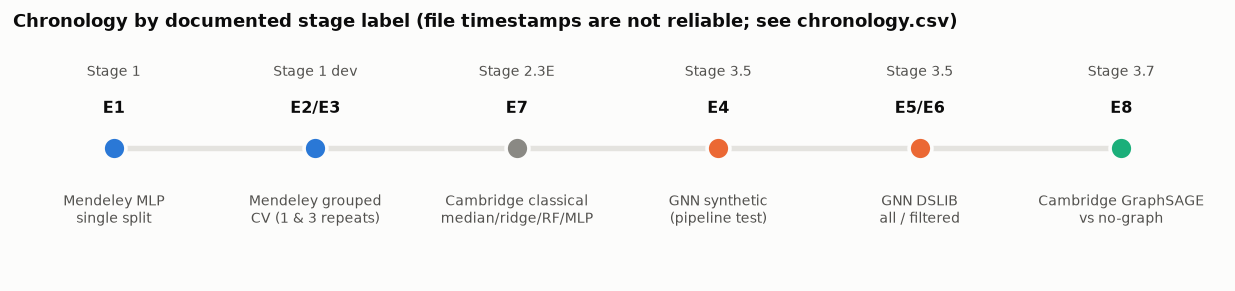 Chronology by documented stage label (file timestamps are not reliable; see chronology.csv)
Stage 1
Stage 1 dev
Stage 2.3E
Stage 3.5
Stage 3.5
Stage 3.7
E1
E2/E3
E7
E4
E5/E6
E8
Mendeley MLP
single split
Mendeley grouped
CV (1 & 3 repeats)
Cambridge classical
median/ridge/RF/MLP
GNN synthetic
(pipeline test)
GNN DSLIB
all / filtered
Cambridge GraphSAGE
vs no-graph